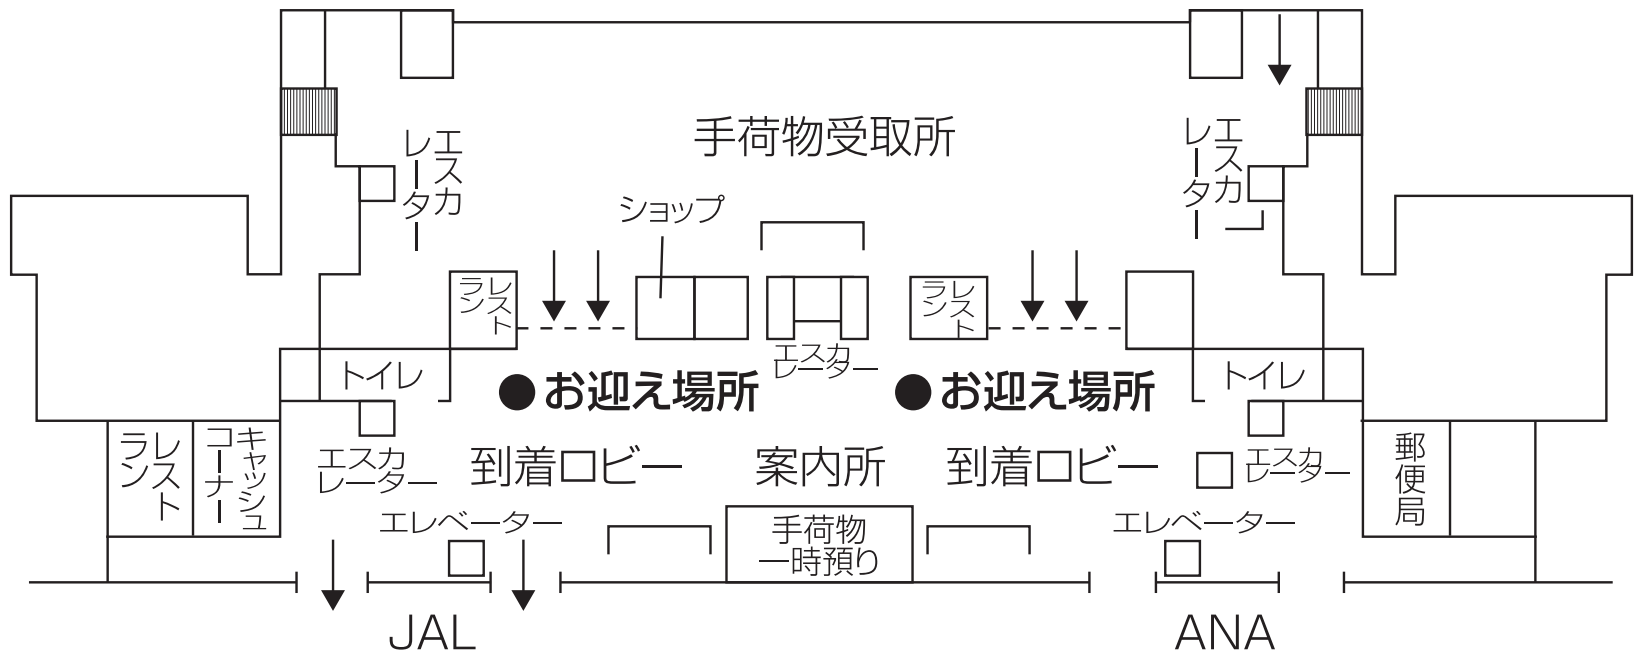 手荷物受取所
エスカレーター
エスカレーター
ショップ
レストラン
レストラン
エスカ
レーター
トイレ
トイレ
●お迎え場所
●お迎え場所
レストラン
キャッシュ
コーナー
エスカ
レーター
到着ロビー
案内所
到着ロビー
エスカ
レーター
郵便局
エレベーター
手荷物
一時預り
エレベーター
JAL
ANA